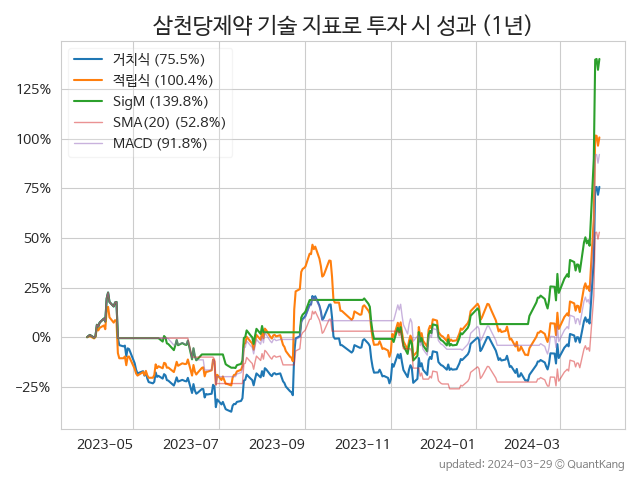 삼천당제약 기술 지표로 투자 시 성과 (1년)
거치식 (75.5%)
적립식 (100.4%)
SigM (139.8%)
SMA(20) (52.8%)
MACD (91.8%)
125%
100%
75%
50%
25%
0%
−25%
2023−05 2023−07 2023−09 2023−11 2024−01 2024−03
updated: 2024−03−29 © QuantKang